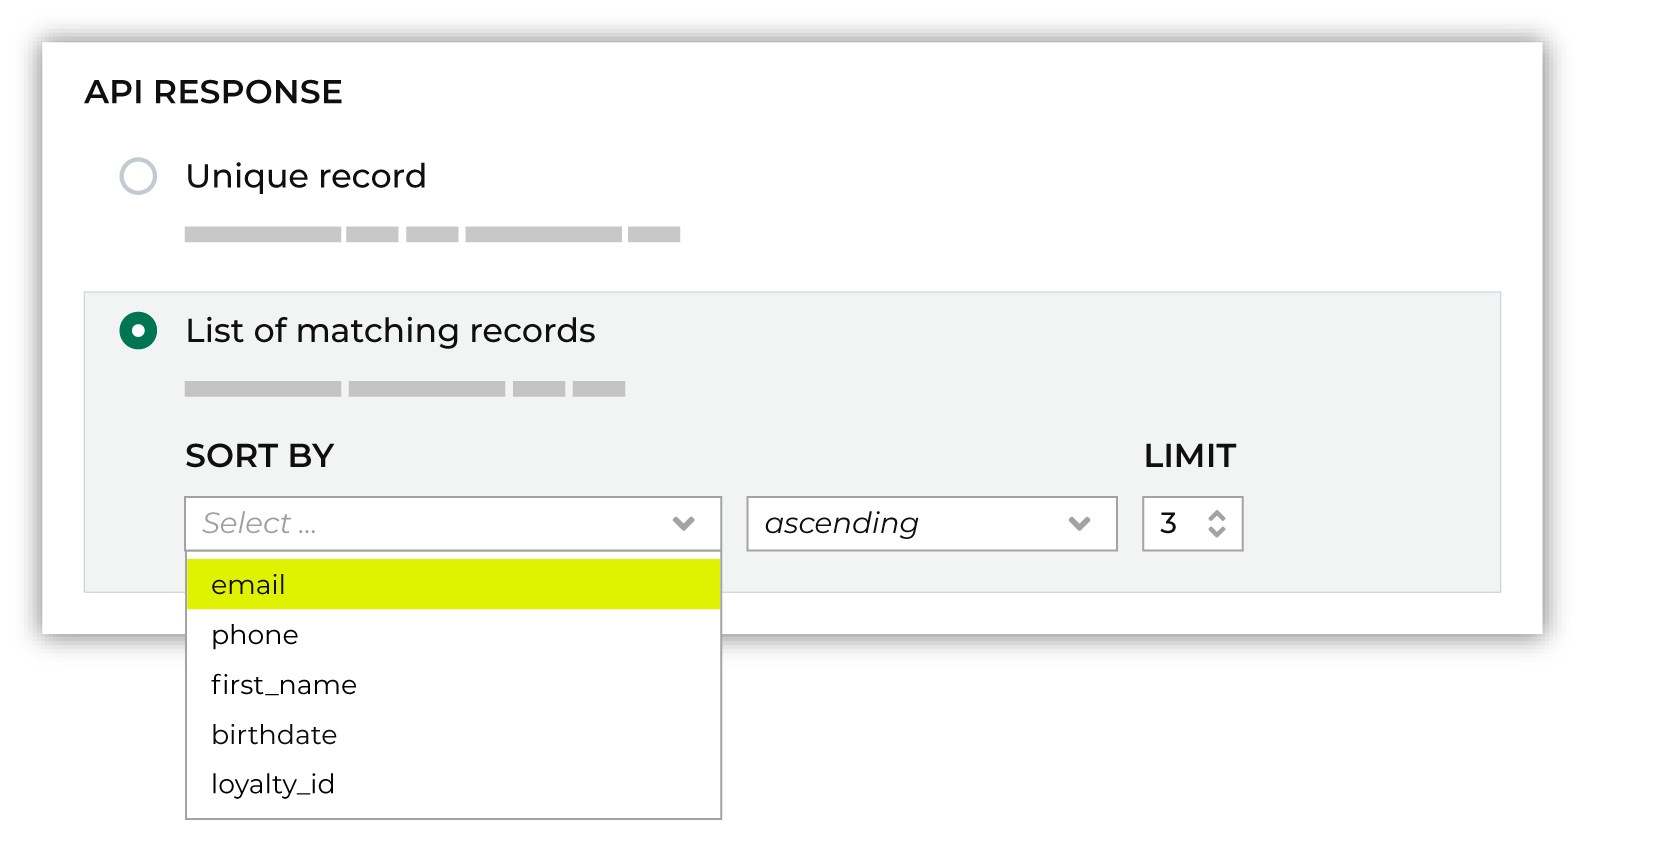 API RESPONSE
Unique record
List of matching records
SORT BY
LIMIT
Select ...
ascending
3
email
phone
first_name
birthdate
loyalty_id